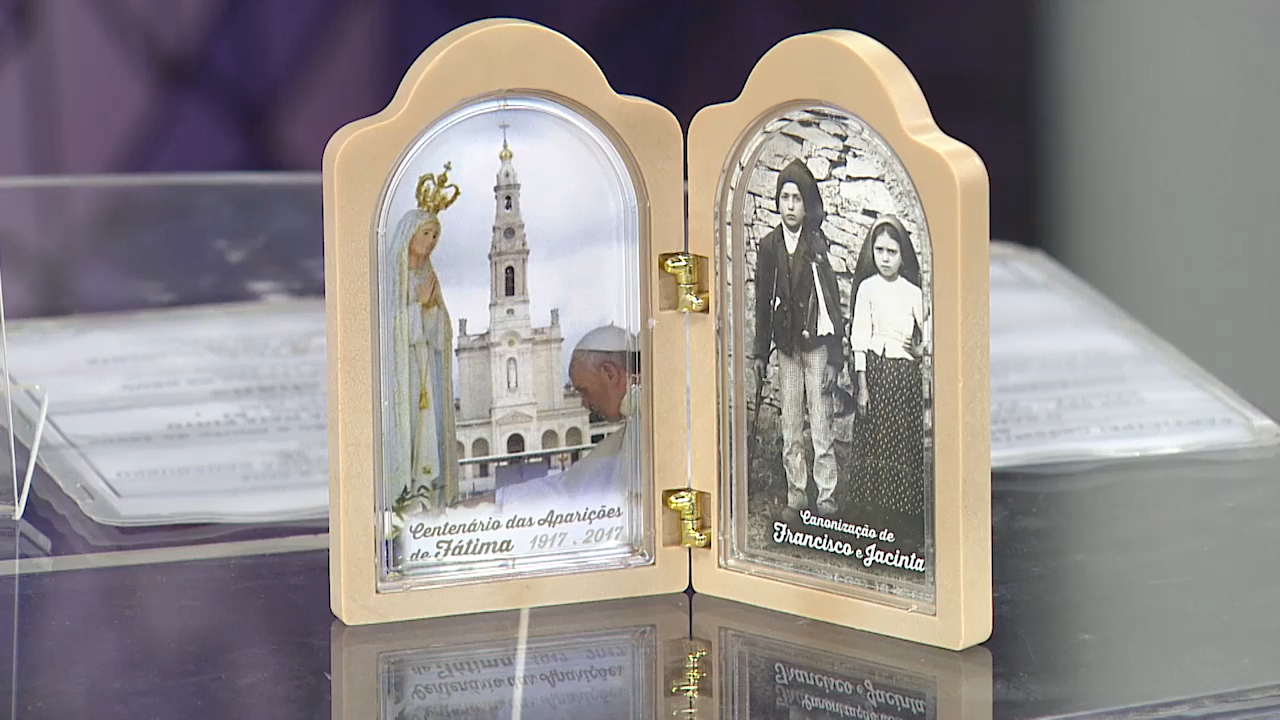 Centenário das Aparições
de Fátima 1917 . 2017
Canonização de
Francisco e Jacinta